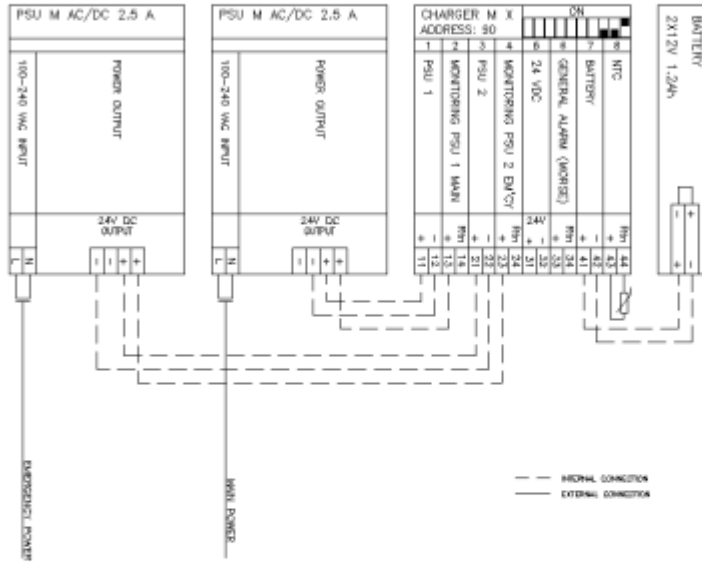 PSU M AC/DC 2.5 A
100-240 VAC INPUT
POWER OUTPUT
24V DC
OUTPUT
L N
- - + +
EMERGENCY POWER
PSU M AC/DC 2.5 A
100-240 VAC INPUT
POWER OUTPUT
24V DC
OUTPUT
- - + +
MAIN POWER
CHARGER M X
ADDRESS: 90
ON
1 2 3 4 6 7 8
PSU 1
MONITORING PSU 1 MAIN
PSU 2
MONITORING PSU 2 EM'CY
24 VDC
GENERAL ALARM (MORSE)
BATTERY
NTC
24V
11 12 13 14 21 22 23 24 31 32 33 34 41 42 43 44
BATTERY
2X12V 1.2Ah
- +
+ -
INTERNAL CONNECTION
EXTERNAL CONNECTION